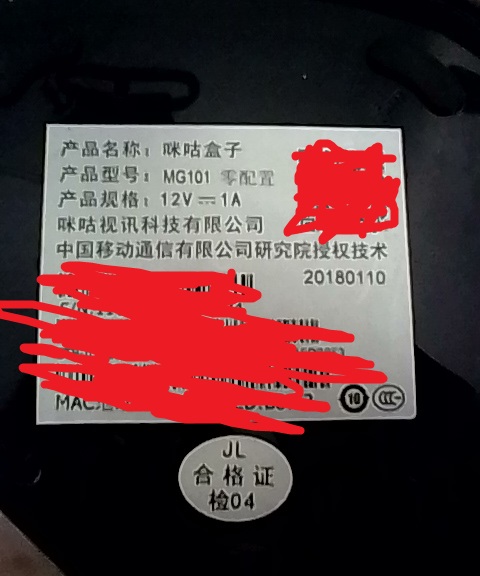 产品名称：咪咕盒子
产品型号：MG101 零配置
产品规格：12V⎓1A
咪咕视讯科技有限公司
中国移动通信有限公司研究院授权技术
20180110
10
JL
合格证
检04